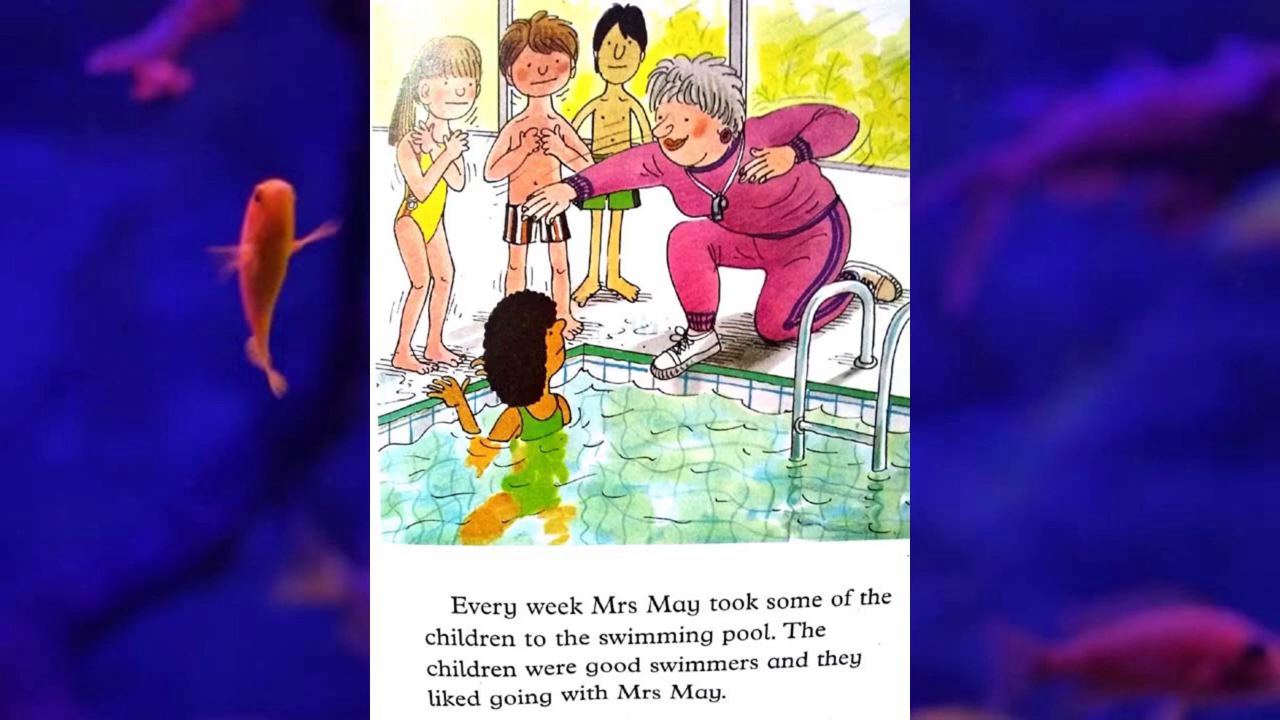 Every week Mrs May took some of the
children to the swimming pool. The
children were good swimmers and they
liked going with Mrs May.